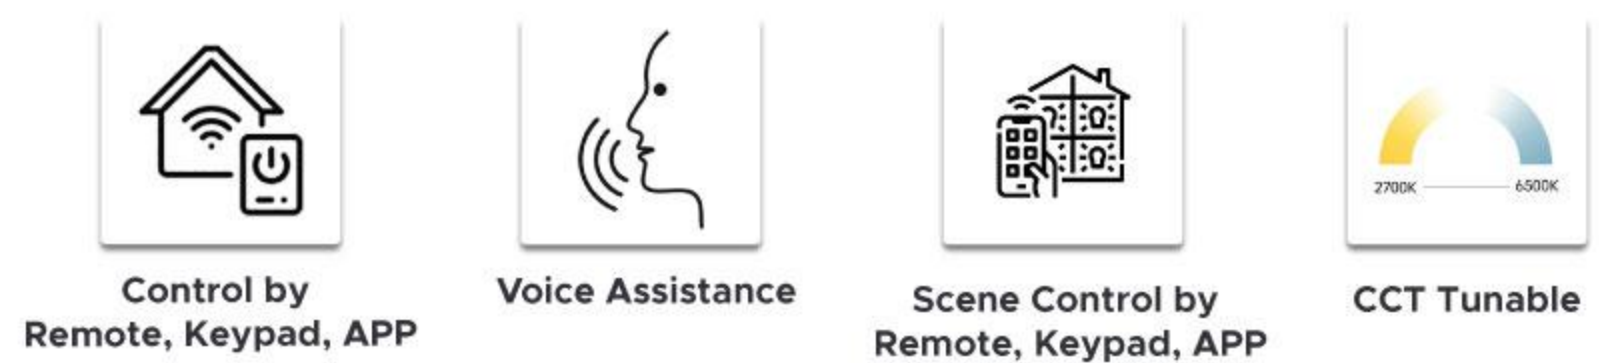 2700K
6500K
Control by
Remote, Keypad, APP
Voice Assistance
Scene Control by
Remote, Keypad, APP
CCT Tunable